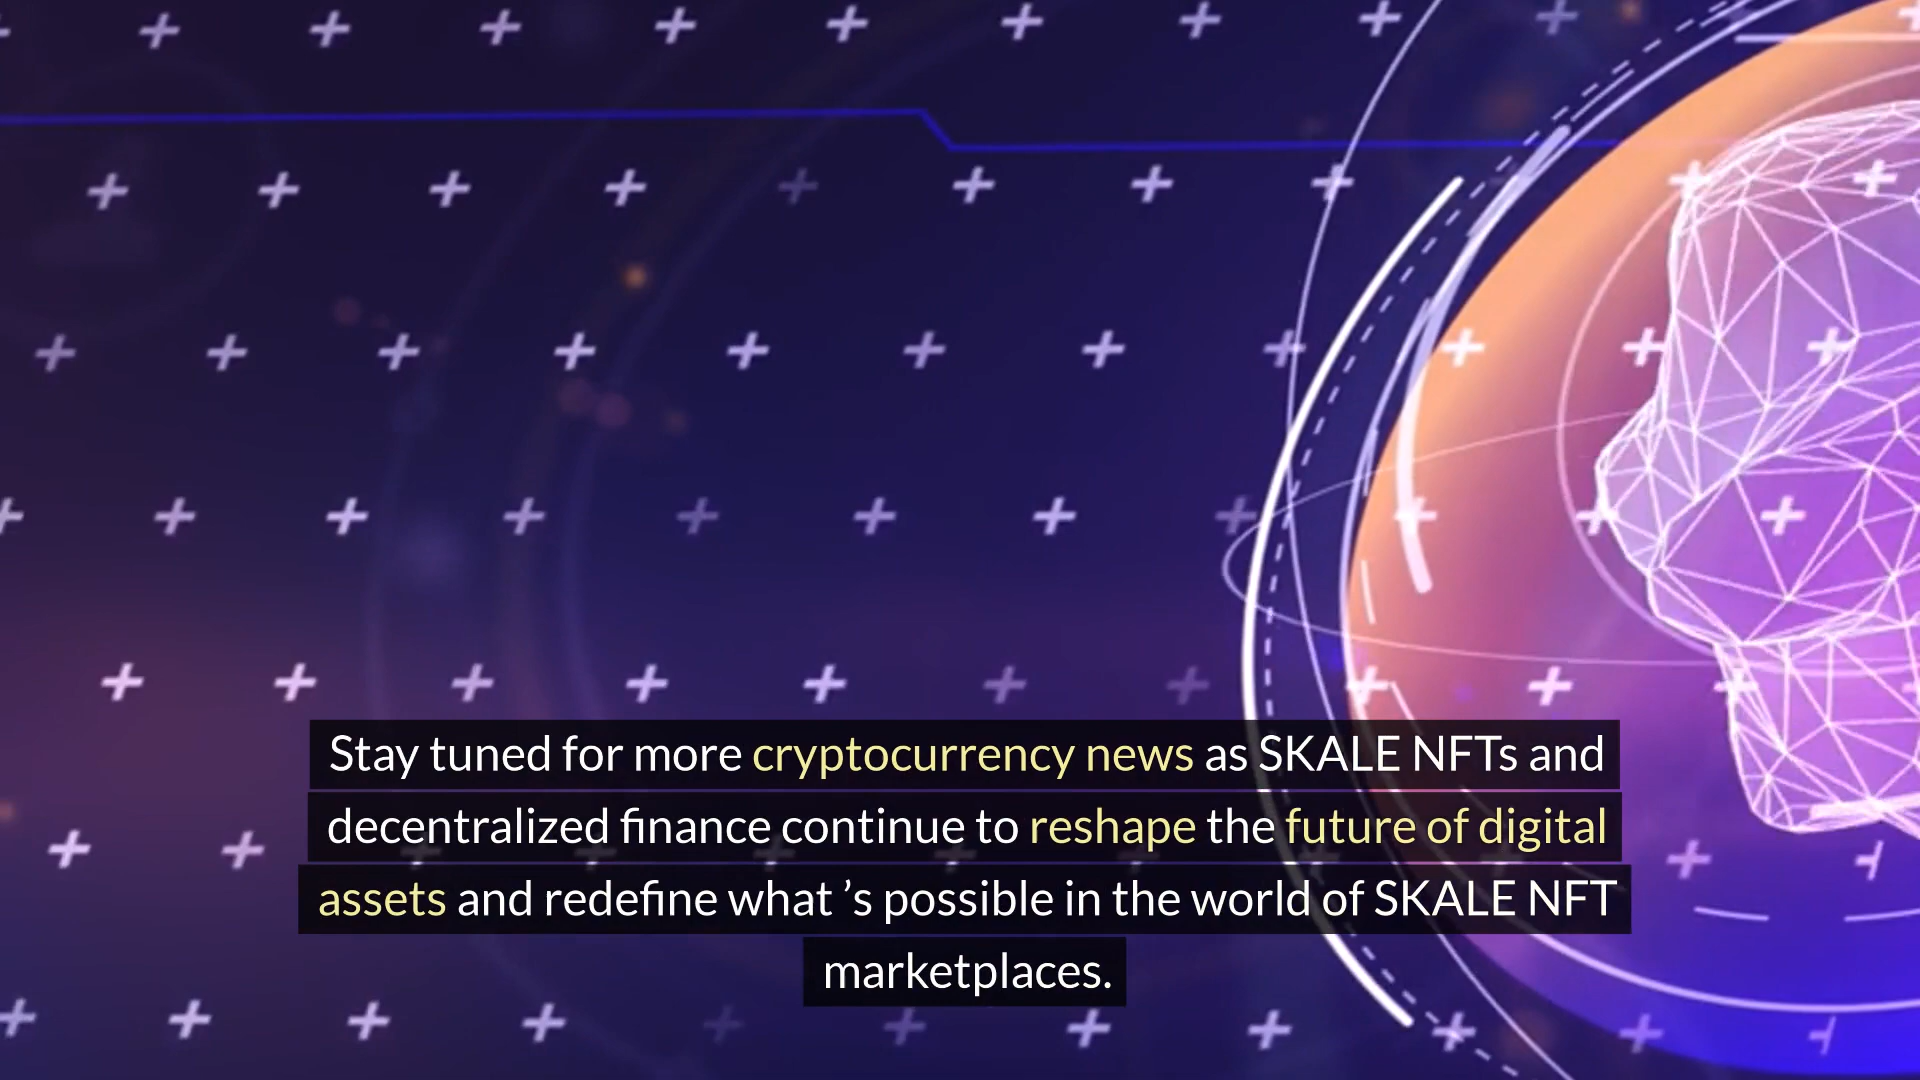 Stay tuned for more cryptocurrency news as SKALE NFTs and
decentralized finance continue to reshape the future of digital
assets and redefine what ’s possible in the world of SKALE NFT
marketplaces.